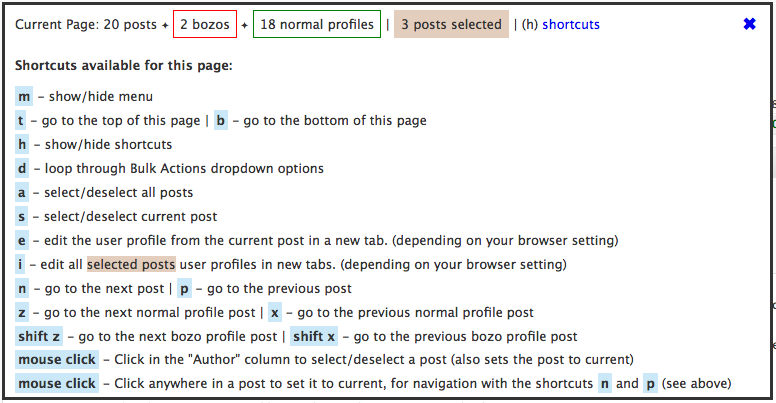 Current Page: 20 posts ✦ 2 bozos ✦ 18 normal profiles | 3 posts selected | (h) shortcuts ✖
Shortcuts available for this page:
m – show/hide menu
t – go to the top of this page | b – go to the bottom of this page
h – show/hide shortcuts
d – loop through Bulk Actions dropdown options
a – select/deselect all posts
s – select/deselect current post
e – edit the user profile from the current post in a new tab. (depending on your browser setting)
i – edit all selected posts user profiles in new tabs. (depending on your browser setting)
n – go to the next post | p – go to the previous post
z – go to the next normal profile post | x – go to the previous normal profile post
shift z – go to the next bozo profile post | shift x – go to the previous bozo profile post
mouse click – Click in the "Author" column to select/deselect a post (also sets the post to current)
mouse click – Click anywhere in a post to set it to current, for navigation with the shortcuts n and p (see above)